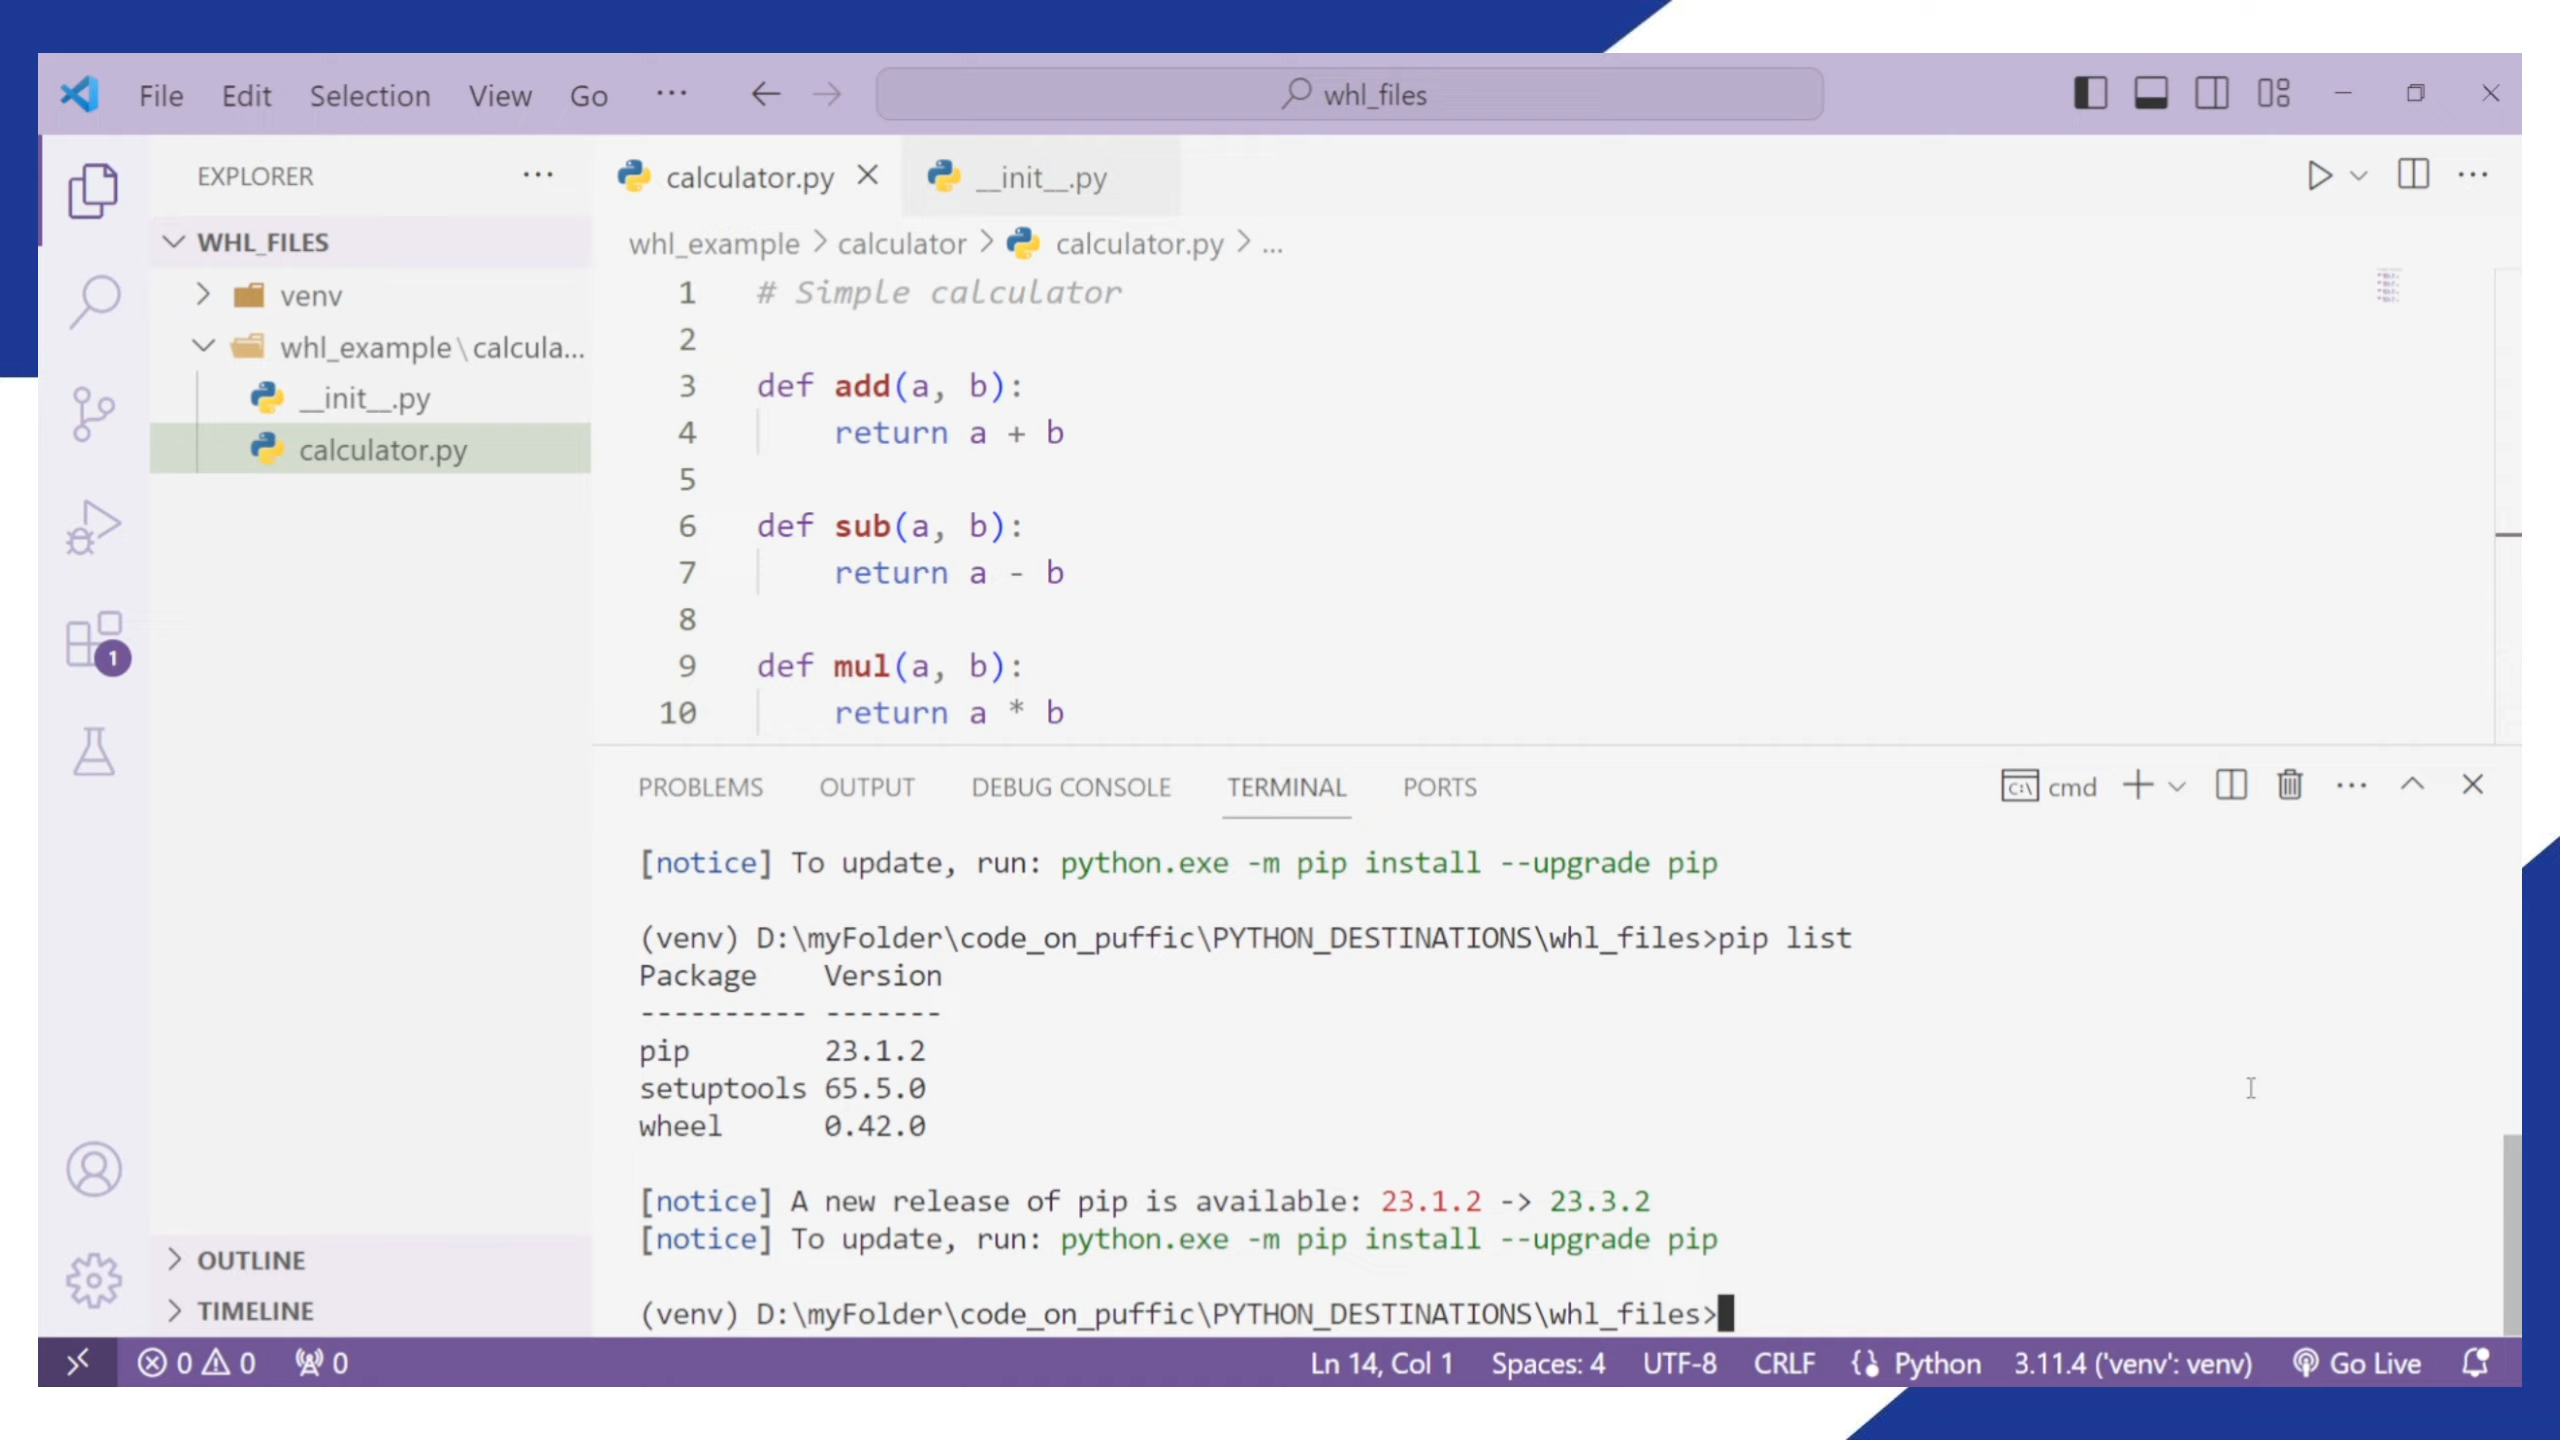 File Edit Selection View Go ... whl_files
EXPLORER ...
WHL_FILES
venv
whl_example\calcula...
__init__.py
calculator.py
OUTLINE
TIMELINE
calculator.py __init__.py
whl_example > calculator > calculator.py > ...
1 # Simple calculator
2
3 def add(a, b):
4 return a + b
5
6 def sub(a, b):
7 return a - b
8
9 def mul(a, b):
10 return a * b
PROBLEMS OUTPUT DEBUG CONSOLE TERMINAL PORTS cmd
[notice] To update, run: python.exe -m pip install --upgrade pip
(venv) D:\myFolder\code_on_puffic\PYTHON_DESTINATIONS\whl_files>pip list
Package Version
---------- -------
pip 23.1.2
setuptools 65.5.0
wheel 0.42.0
[notice] A new release of pip is available: 23.1.2 -> 23.3.2
[notice] To update, run: python.exe -m pip install --upgrade pip
(venv) D:\myFolder\code_on_puffic\PYTHON_DESTINATIONS\whl_files>
1
0 0 0 Ln 14, Col 1 Spaces: 4 UTF-8 CRLF Python 3.11.4 ('venv': venv) Go Live